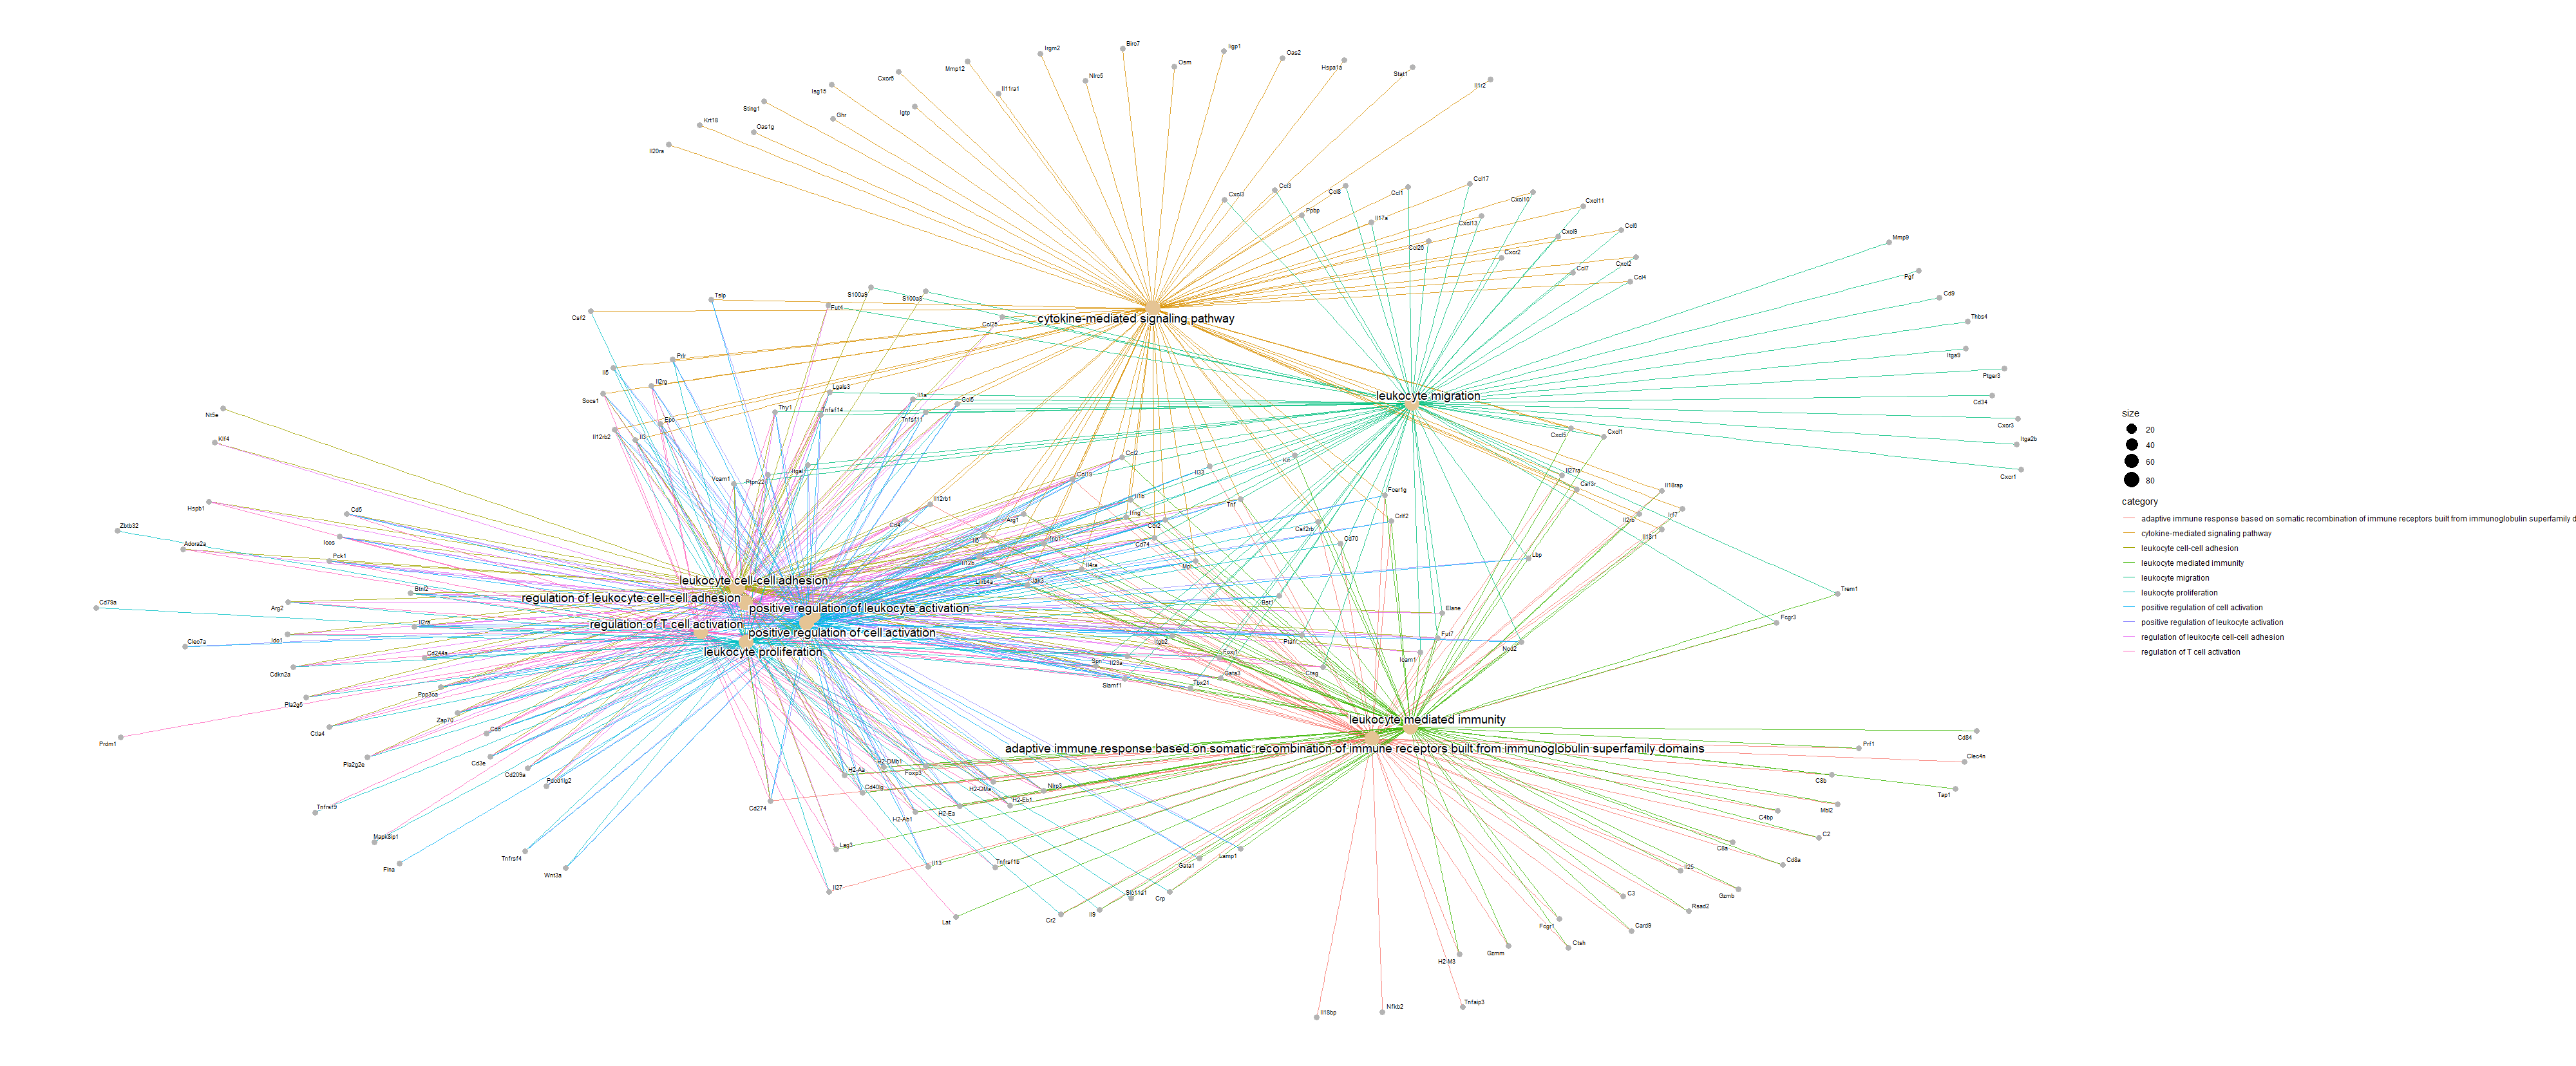 Irgm2
Birc7
Iigp1
Oas2
Osm
Hspa1a
Stat1
Mmp12
Cxcr6
Nlrc5
Il1r2
Isg15
Il11ra1
Sting1
Igtp
Ghr
Krt18
Oas1g
Il20ra
Ccl17
Ccl3
Ccl8
Ccl1
Cxcl3
Cxcl10
Cxcl11
Ppbp
Il17a
Cxcl13
Ccl6
Cxcl9
Mmp9
Ccl26
Cxcr2
Cxcl2
Ccl7
Ccl4
Pgf
Cd9
S100a9
S100a8
Tslp
Fut4
Csf2
cytokine-mediated signaling pathway
Thbs4
Ccl25
Itga9
Prlr
Il5
Il2rg
Ptger3
Lgals3
leukocyte migration
Socs1
Il1a
Ccl5
Cd34
size
Nt5e
Thy1
Tnfsf14
Tnfsf11
Epo
Cxcr3
20
Klf4
Il12rb2
Il3
Cxcl5
Cxcl1
Itga2b
40
60
80
Ccl2
Kit
Itgal
Vcam1
Ptpn22
Ccl19
Il33
Il27ra
Csf3r
Cxcr1
Il18rap
Hspb1
Il12rb1
Il1b
Tnf
Fcer1g
category
Zbtb32
Cd5
Cd4
Arg1
Ifng
Ccr2
Csf2rb
Crlf2
Il2rb
Irf7
Il18r1
adaptive immune response based on somatic recombination of immune receptors built from immunoglobulin superfamily d
cytokine-mediated signaling pathway
leukocyte cell-cell adhesion
leukocyte mediated immunity
leukocyte migration
leukocyte proliferation
positive regulation of cell activation
positive regulation of leukocyte activation
regulation of leukocyte cell-cell adhesion
regulation of T cell activation
Adora2a
Icos
Pck1
Il6
Ifnb1
Cd74
Cd70
Lbp
Il12b
Il4ra
leukocyte cell-cell adhesion
Lilrb4a
Jak3
Btnl2
Trem1
regulation of leukocyte cell-cell adhesion
Cd79a
Arg2
Bst1
positive regulation of leukocyte activation
Elane
Il2ra
regulation of T cell activation
Fcgr3
positive regulation of cell activation
Clec7a
Ido1
Itgb2
Ptafr
Fut7
Nod2
leukocyte proliferation
Cd244a
Spn
Il23a
Foxj1
Icam1
Cdkn2a
Gata3
Ctsg
Ppp3ca
Slamf1
Tbx21
Pla2g5
Zap70
leukocyte mediated immunity
Prdm1
Ctla4
Cd84
adaptive immune response based on somatic recombination of immune receptors built from immunoglobulin superfamily domains
Prf1
Pla2g2e
Cd3e
Cd209a
Pdcd1lg2
H2-Aa
H2-DMb1
Foxp3
Clec4n
C8b
Cd40lg
H2-DMa
Nlrc3
Tap1
Tnfrsf9
Cd274
H2-Eb1
H2-Ab1
H2-Ea
Mbl2
C4bp
Mapk8ip1
C2
Lag3
C8a
Tnfrsf4
Flna
Wnt3a
Il13
Tnfrsf1b
Gata1
Lamp1
Cd8a
Il25
Il27
Slc11a1
Crp
C3
Gzmb
Rsad2
Lat
Cr2
Il9
Fcgr1
Card9
Ctsh
Gzmm
H2-M3
Il18bp
Nfkb2
Tnfaip3